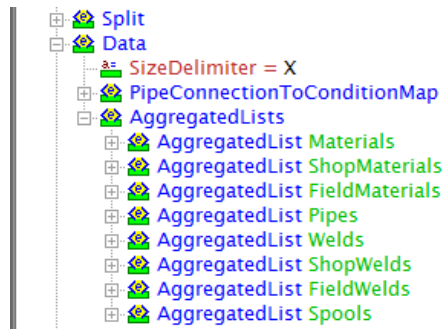 Split
Data
SizeDelimiter = X
PipeConnectionToConditionMap
AggregatedLists
AggregatedList Materials
AggregatedList ShopMaterials
AggregatedList FieldMaterials
AggregatedList Pipes
AggregatedList Welds
AggregatedList ShopWelds
AggregatedList FieldWelds
AggregatedList Spools